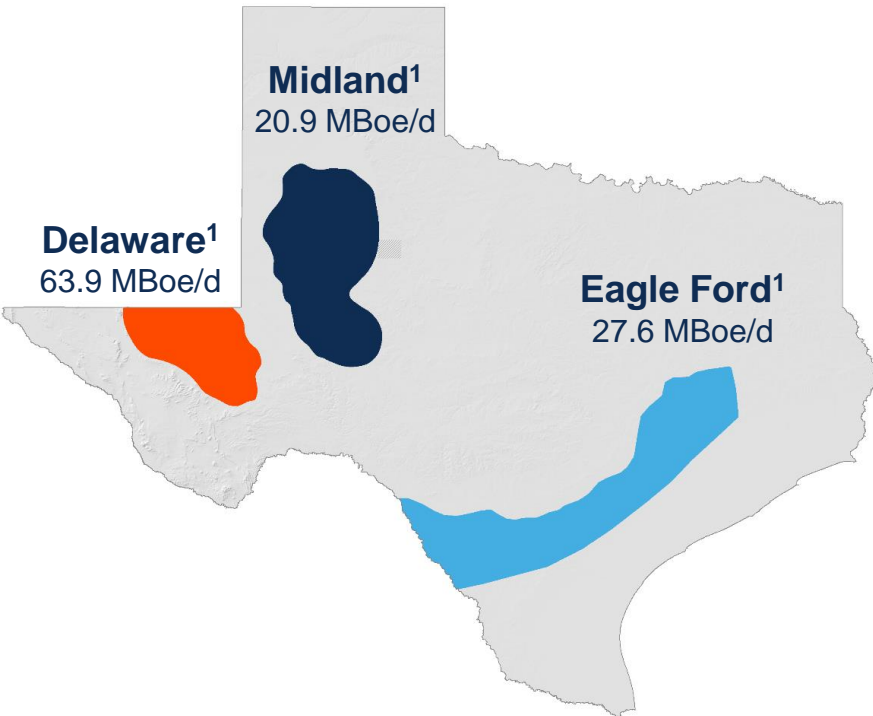 Midland¹
20.9 MBoe/d
Delaware¹
63.9 MBoe/d
Eagle Ford¹
27.6 MBoe/d